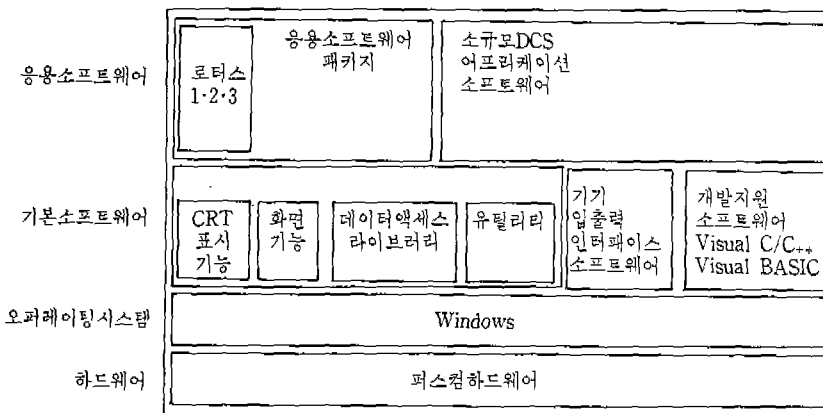 응용소프트웨어
로터스
1·2·3
응용소프트웨어
패키지
소규모DCS
어프리케이션
소프트웨어
기본소프트웨어
CRT
표시
기능
화면
기능
데이터액세스
라이브러리
유틸리티
기기
입출력
인터패이스
소프트웨어
개발지원
소프트웨어
Visual C/C++
Visual BASIC
오퍼레이팅시스템
Windows
하드웨어
퍼스컴하드웨어